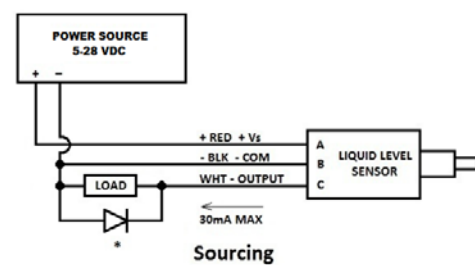 POWER SOURCE
5-28 VDC
+ -
+ RED + Vs
A
- BLK - COM
B
LIQUID LEVEL
SENSOR
LOAD
WHT - OUTPUT
C
30mA MAX
*
Sourcing